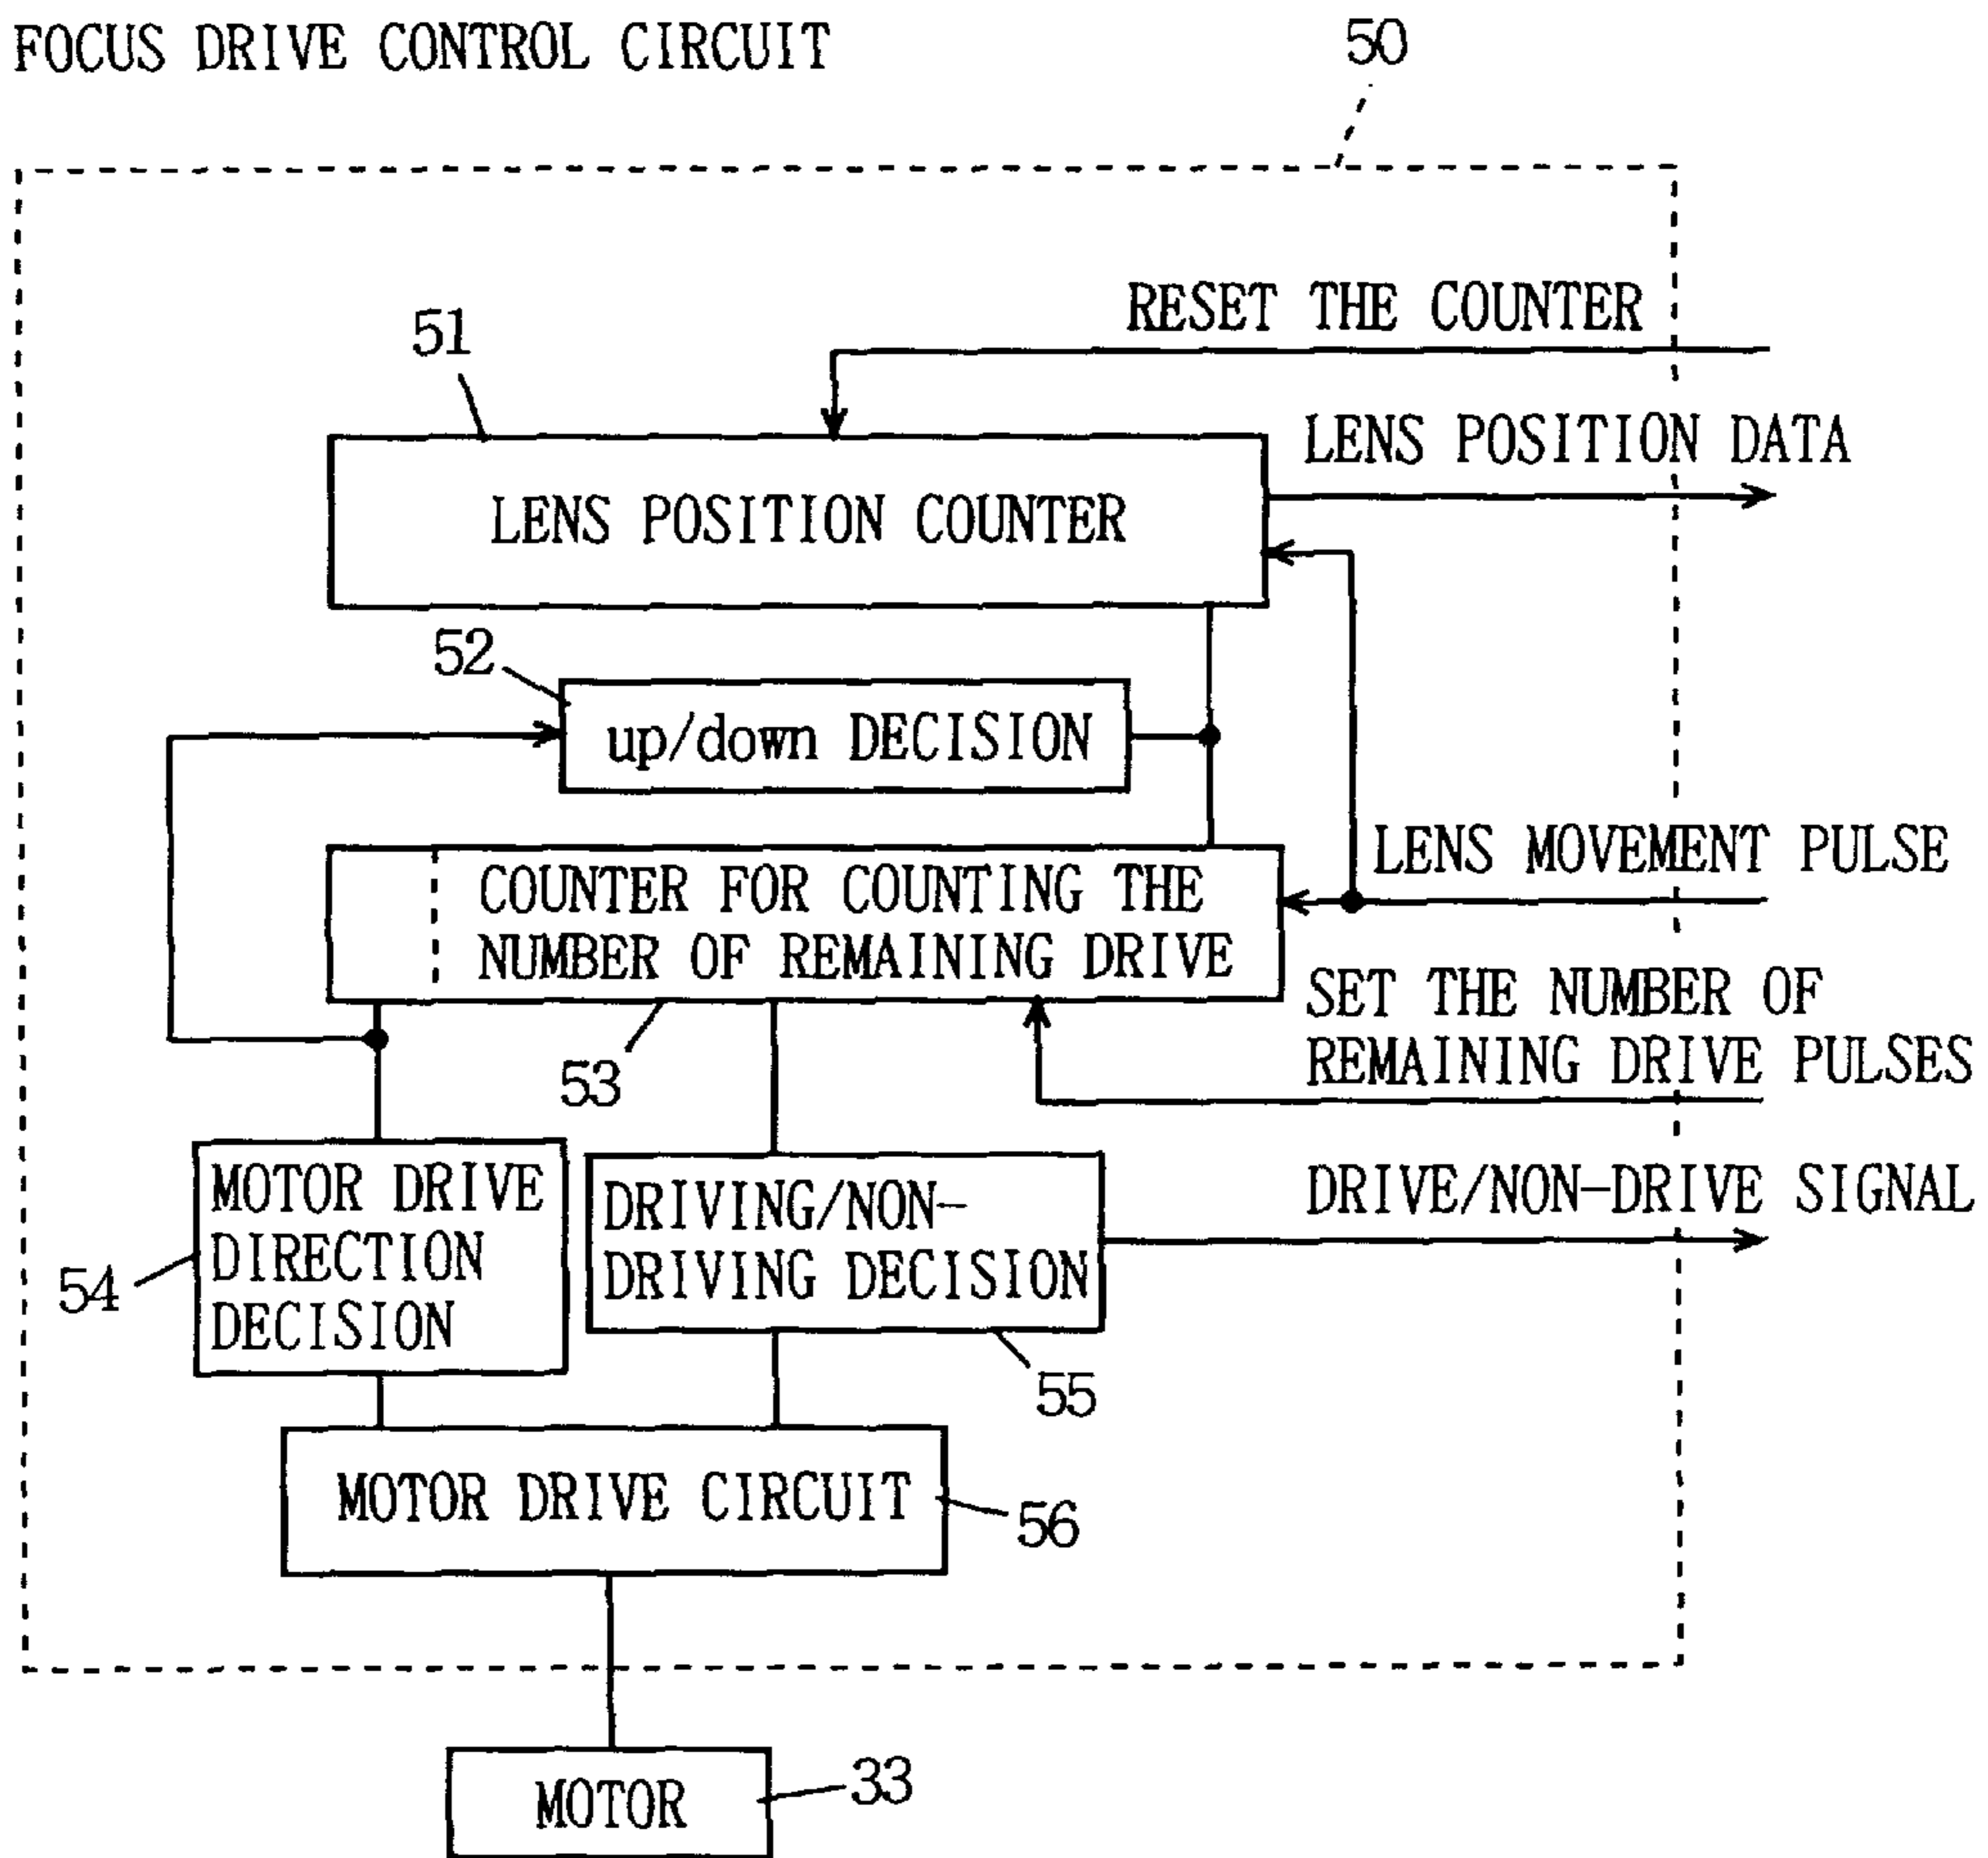 FOCUS DRIVE CONTROL CIRCUIT
50
RESET THE COUNTER
51
LENS POSITION DATA
LENS POSITION COUNTER
52
up/down DECISION
LENS MOVEMENT PULSE
COUNTER FOR COUNTING THE
NUMBER OF REMAINING DRIVE
SET THE NUMBER OF
REMAINING DRIVE PULSES
53
MOTOR DRIVE
DIRECTION
DECISION
DRIVING/NON-
DRIVING DECISION
DRIVE/NON-DRIVE SIGNAL
54
55
MOTOR DRIVE CIRCUIT
56
MOTOR
33